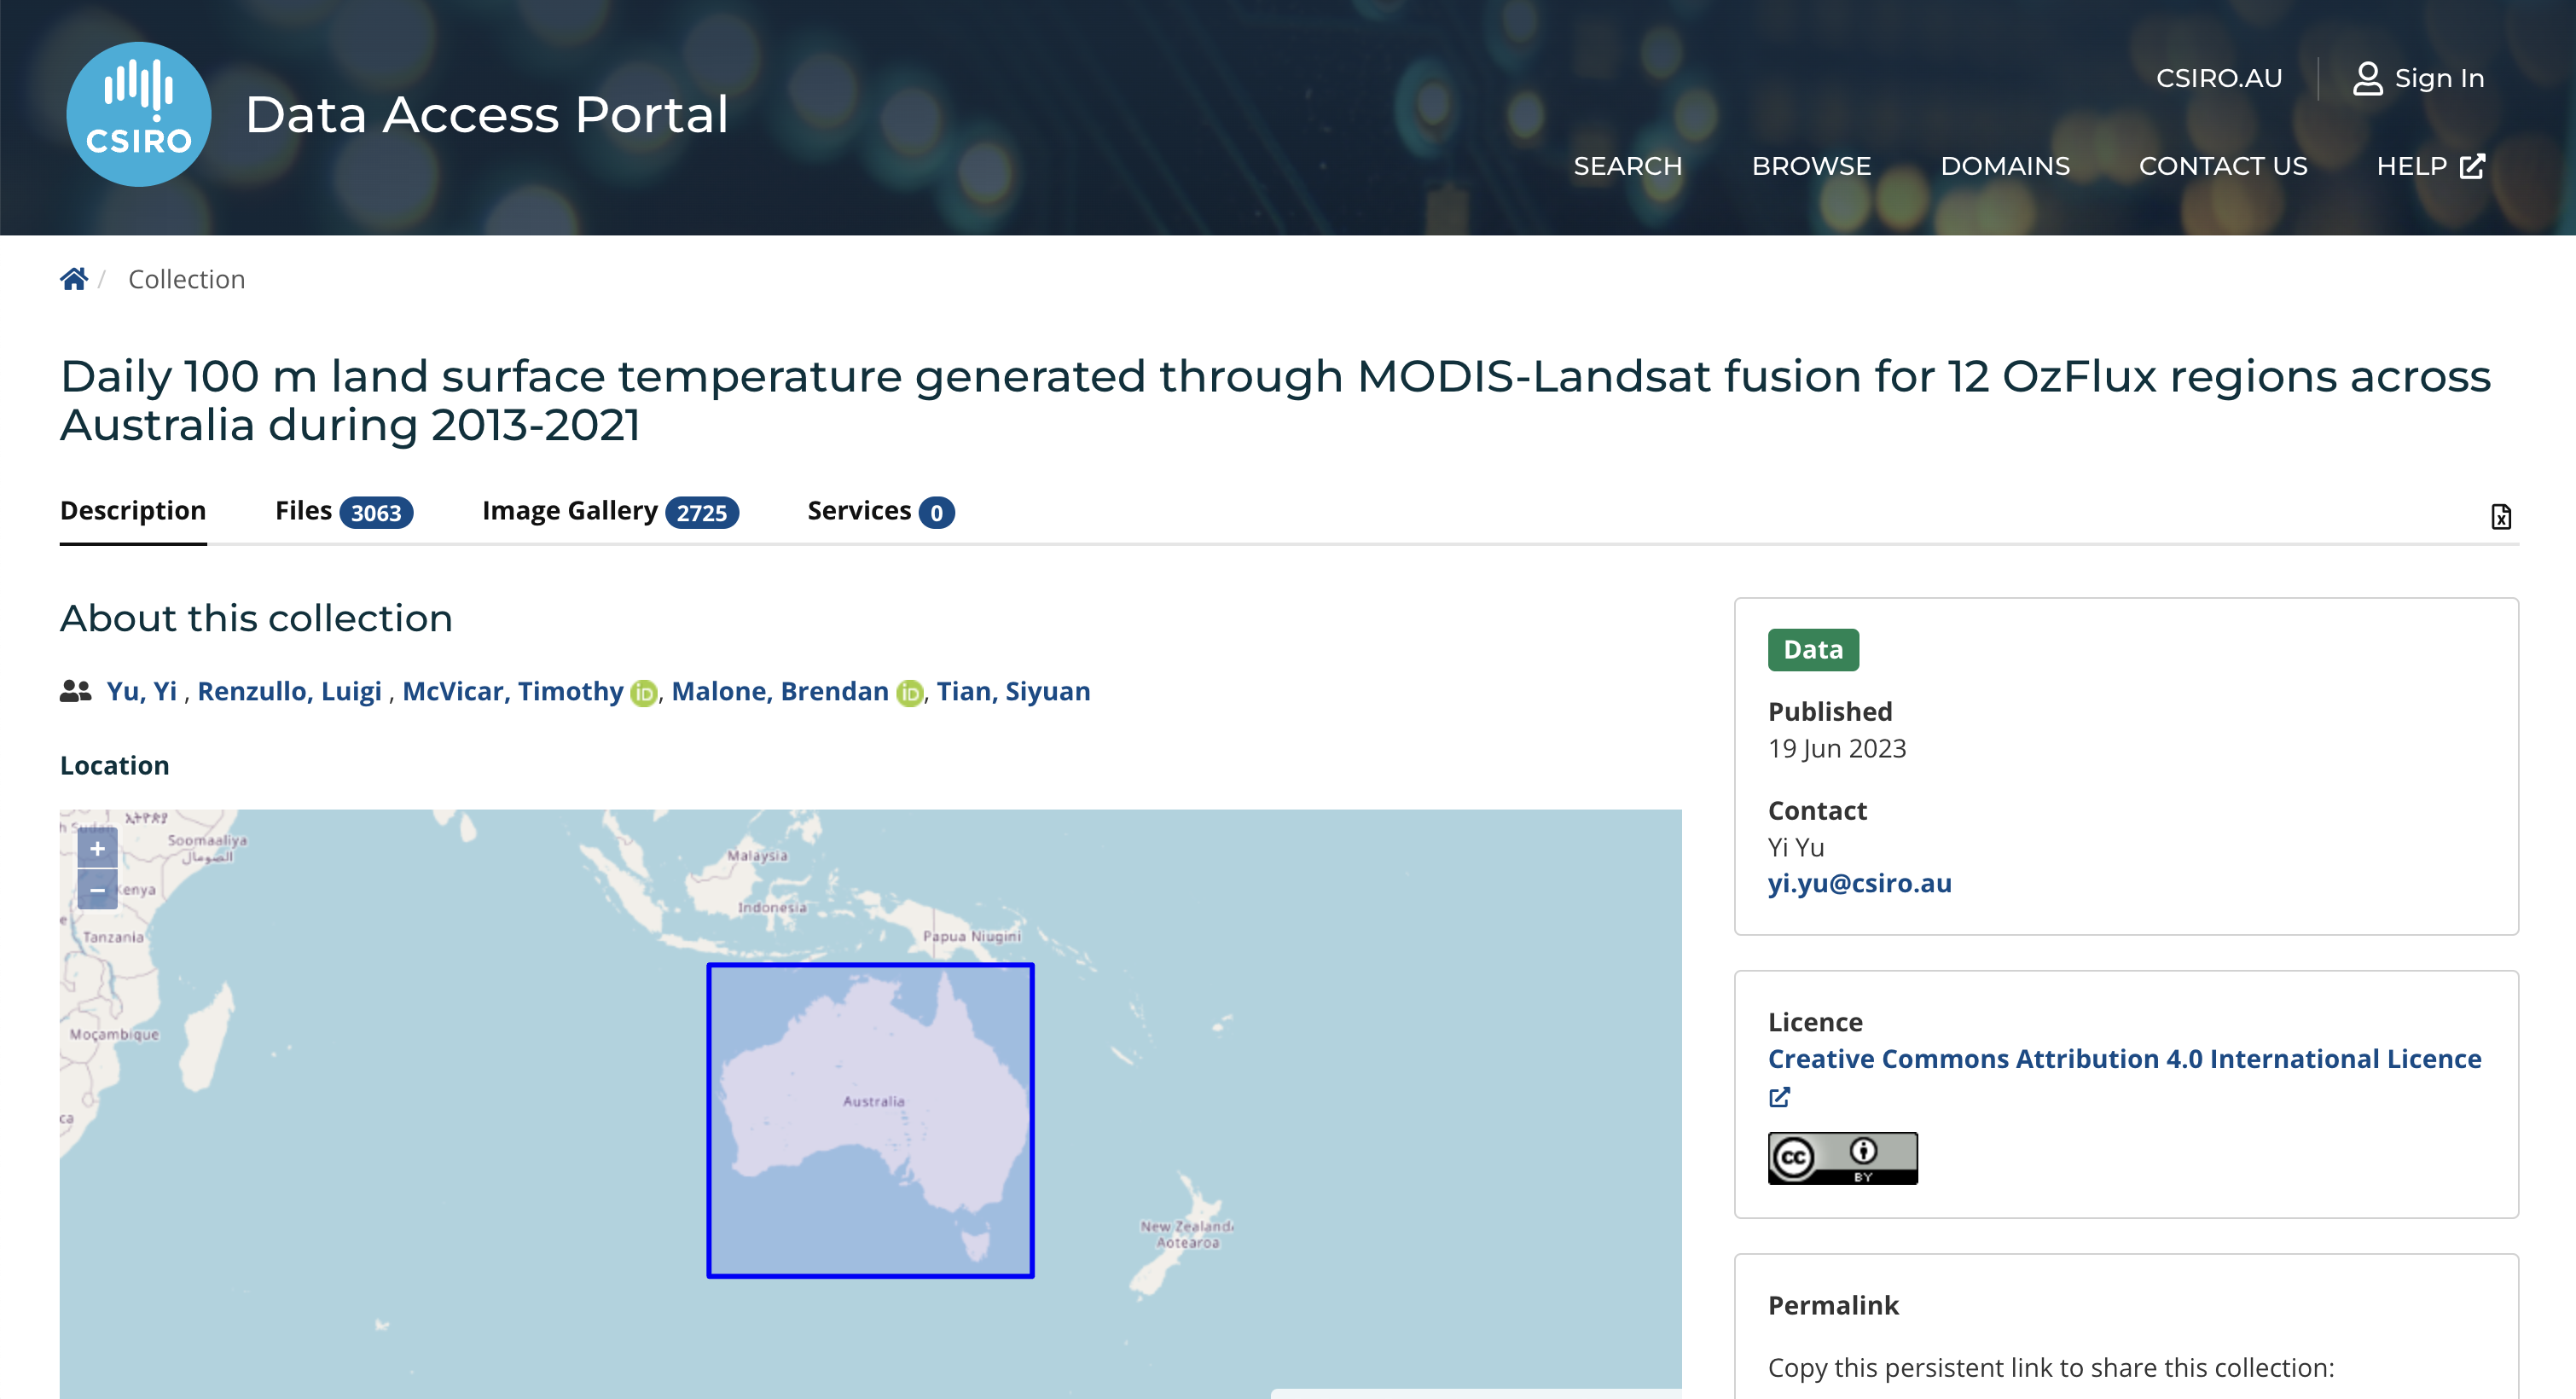 CSIRO
Data Access Portal
CSIRO.AU
Sign In
SEARCH
BROWSE
DOMAINS
CONTACT US
HELP
/ Collection
Daily 100 m land surface temperature generated through MODIS-Landsat fusion for 12 OzFlux regions across
Australia during 2013-2021
Description
Files 3063
Image Gallery 2725
Services 0
About this collection
Yu, Yi , Renzullo, Luigi , McVicar, Timothy iD, Malone, Brendan iD, Tian, Siyuan
Location
+
−
ኢትዮጵያ
Soomaaliya
الصومال
Kenya
Tanzania
Moçambique
Malaysia
Indonesia
Papua Niugini
Australia
New Zealand
Aotearoa
Data
Published
19 Jun 2023
Contact
Yi Yu
yi.yu@csiro.au
Licence
Creative Commons Attribution 4.0 International Licence
cc
BY
Permalink
Copy this persistent link to share this collection: